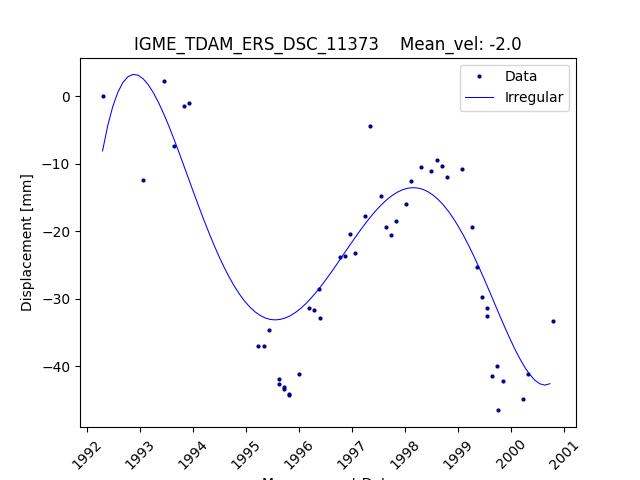 IGME_TDAM_ERS_DSC_11373    Mean_vel: -2.0
Data
Irregular
Displacement [mm]
0
−10
−20
−30
−40
1992 1993 1994 1995 1996 1997 1998 1999 2000 2001